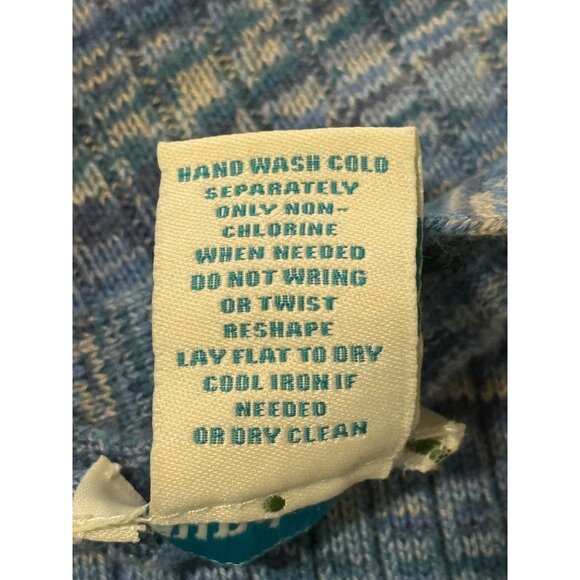 HAND WASH COLD
SEPARATELY
ONLY NON-
CHLORINE
WHEN NEEDED
DO NOT WRING
OR TWIST
RESHAPE
LAY FLAT TO DRY
COOL IRON IF
NEEDED
OR DRY CLEAN